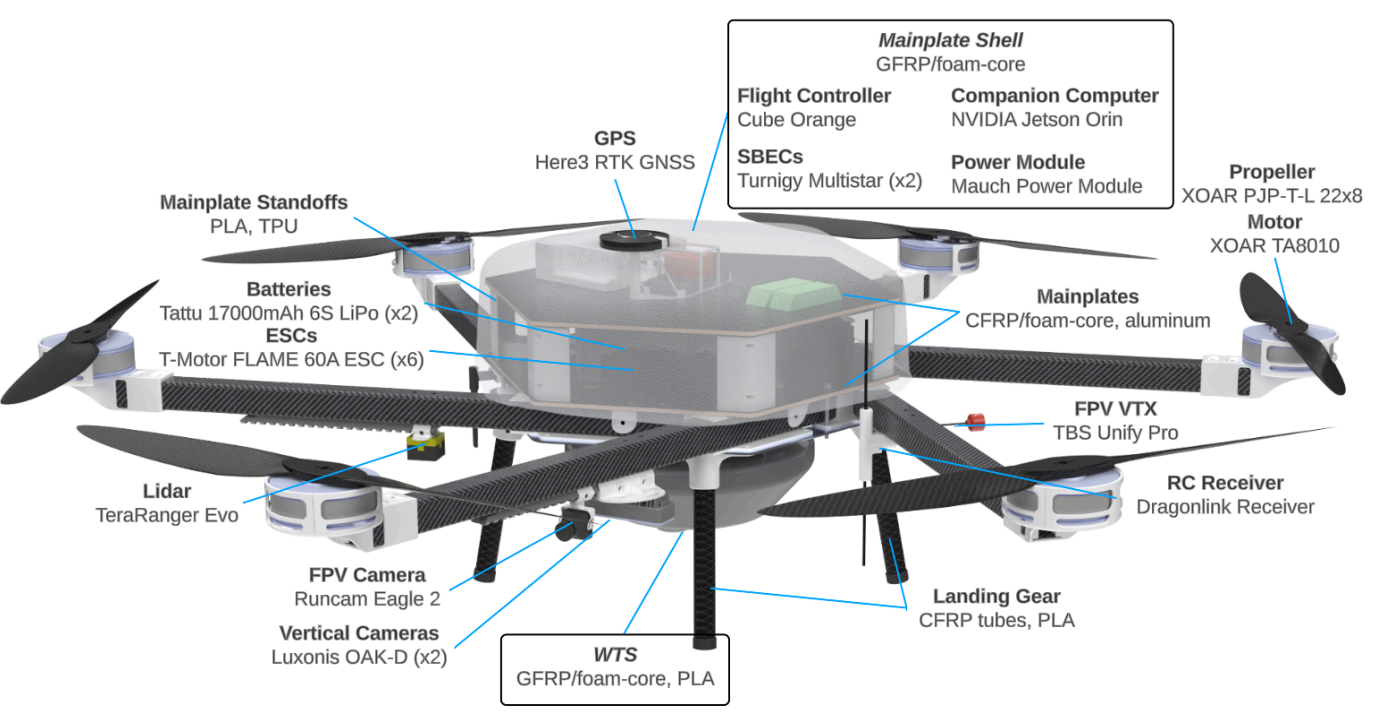 Mainplate Shell
GFRP/foam-core
Flight Controller
Cube Orange
Companion Computer
NVIDIA Jetson Orin
SBECs
Turnigy Multistar (x2)
Power Module
Mauch Power Module
GPS
Here3 RTK GNSS
Propeller
XOAR PJP-T-L 22x8
Motor
XOAR TA8010
Mainplate Standoffs
PLA, TPU
Batteries
Tattu 17000mAh 6S LiPo (x2)
ESCs
T-Motor FLAME 60A ESC (x6)
Mainplates
CFRP/foam-core, aluminum
FPV VTX
TBS Unify Pro
Lidar
TeraRanger Evo
RC Receiver
Dragonlink Receiver
FPV Camera
Runcam Eagle 2
Vertical Cameras
Luxonis OAK-D (x2)
Landing Gear
CFRP tubes, PLA
WTS
GFRP/foam-core, PLA